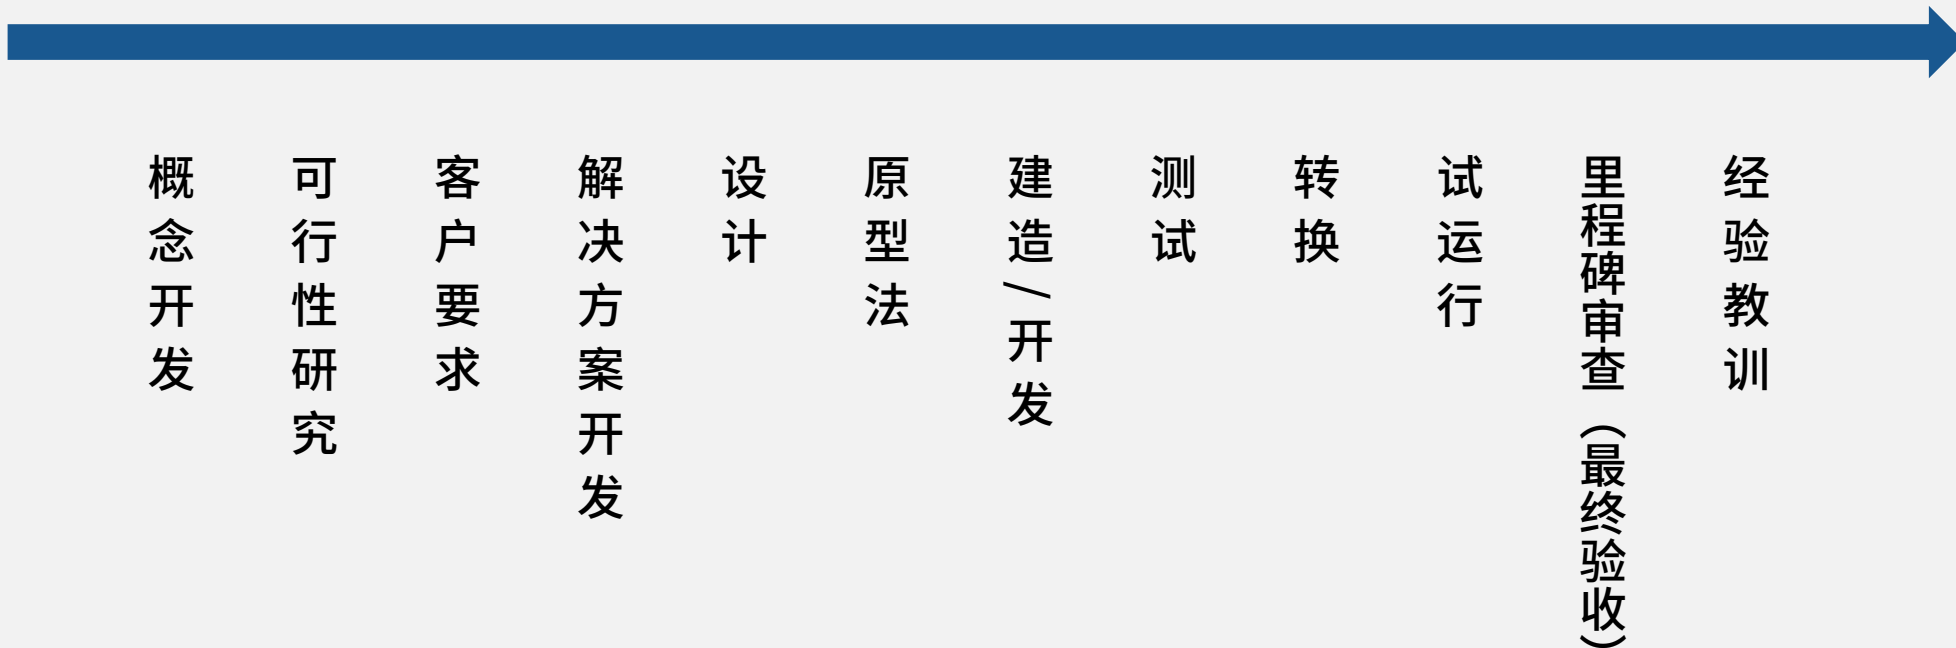 概念开发
可行性研究
客户要求
解决方案开发
设计
原型法
建造/开发
测试
转换
试运行
里程碑审查（最终验收）
经验教训